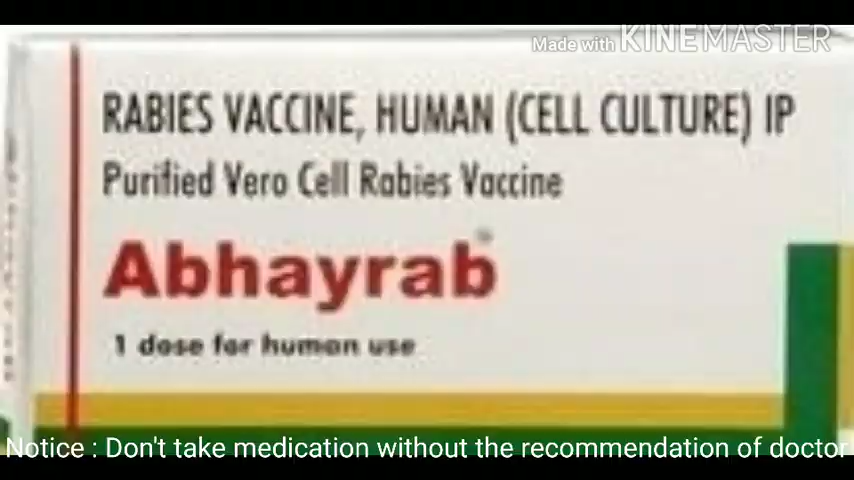 Made with KINEMASTER
RABIES VACCINE, HUMAN (CELL CULTURE) IP
Purified Vero Cell Rabies Vaccine
Abhayrab®
1 dose for human use
Notice : Don't take medication without the recommendation of doctor